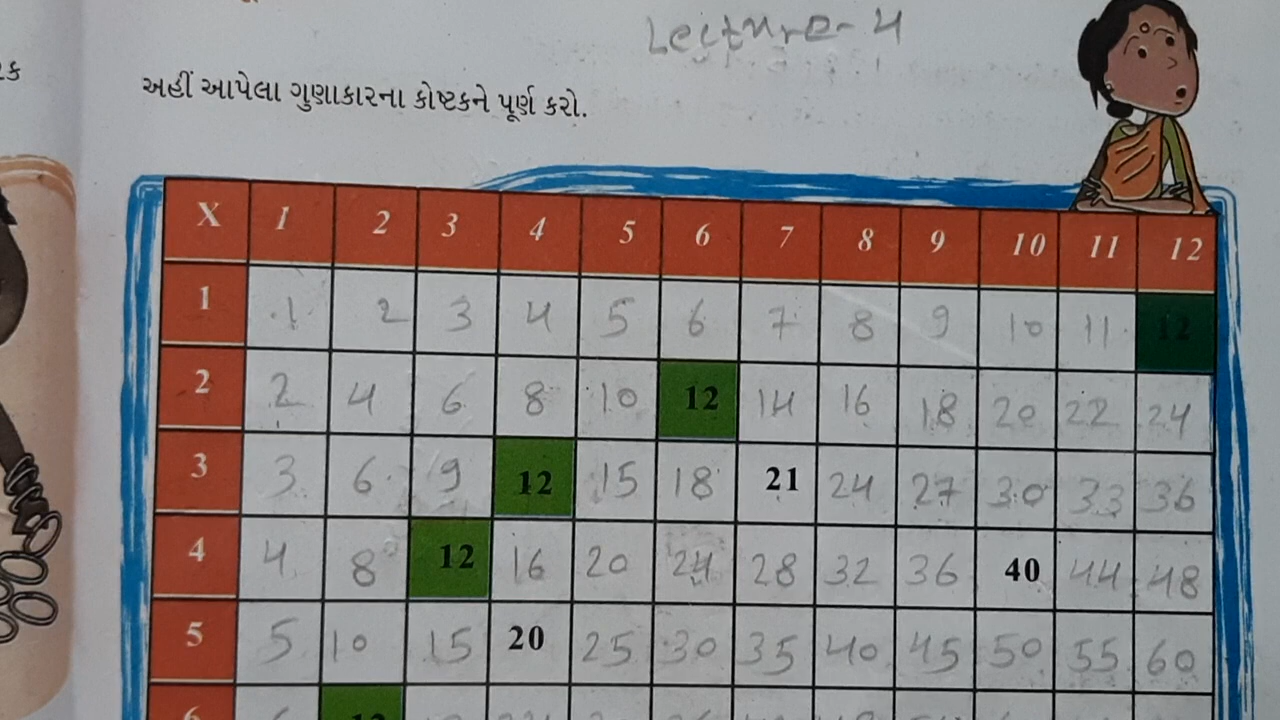 Lecture-4
અહીં આપેલા ગુણાકારના કોષ્ટકને પૂર્ણ કરો.
X 1 2 3 4 5 6 7 8 9 10 11 12
1 1 2 3 4 5 6 7 8 9 10 11 12
2 2 4 6 8 10 12 14 16 18 20 22 24
3 3 6 9 12 15 18 21 24 27 30 33 36
4 4 8 12 16 20 24 28 32 36 40 44 48
5 5 10 15 20 25 30 35 40 45 50 55 60
6 6 12